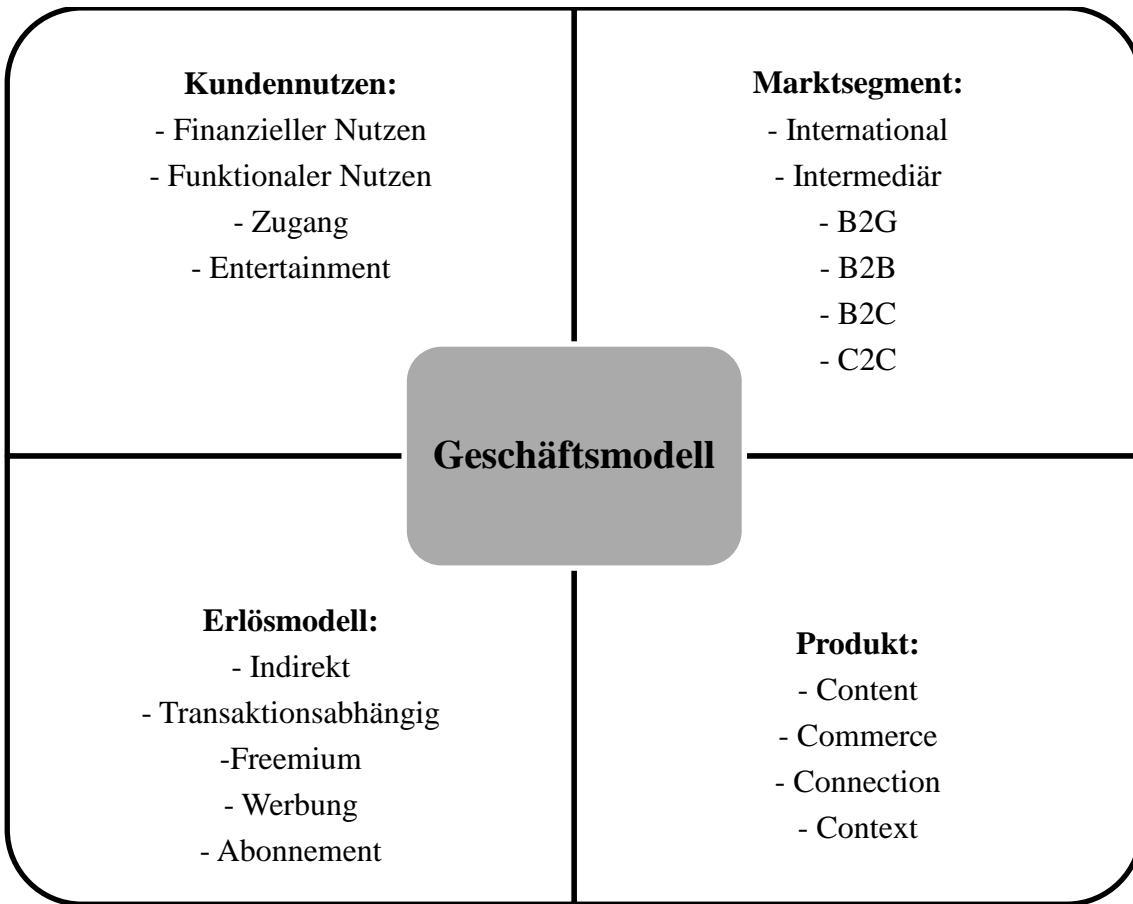 Kundennutzen:
- Finanzieller Nutzen
- Funktionaler Nutzen
- Zugang
- Entertainment
Marktsegment:
- International
- Intermediär
- B2G
- B2B
- B2C
- C2C
Geschäftsmodell
Erlösmodell:
- Indirekt
- Transaktionsabhängig
-Freemium
- Werbung
- Abonnement
Produkt:
- Content
- Commerce
- Connection
- Context